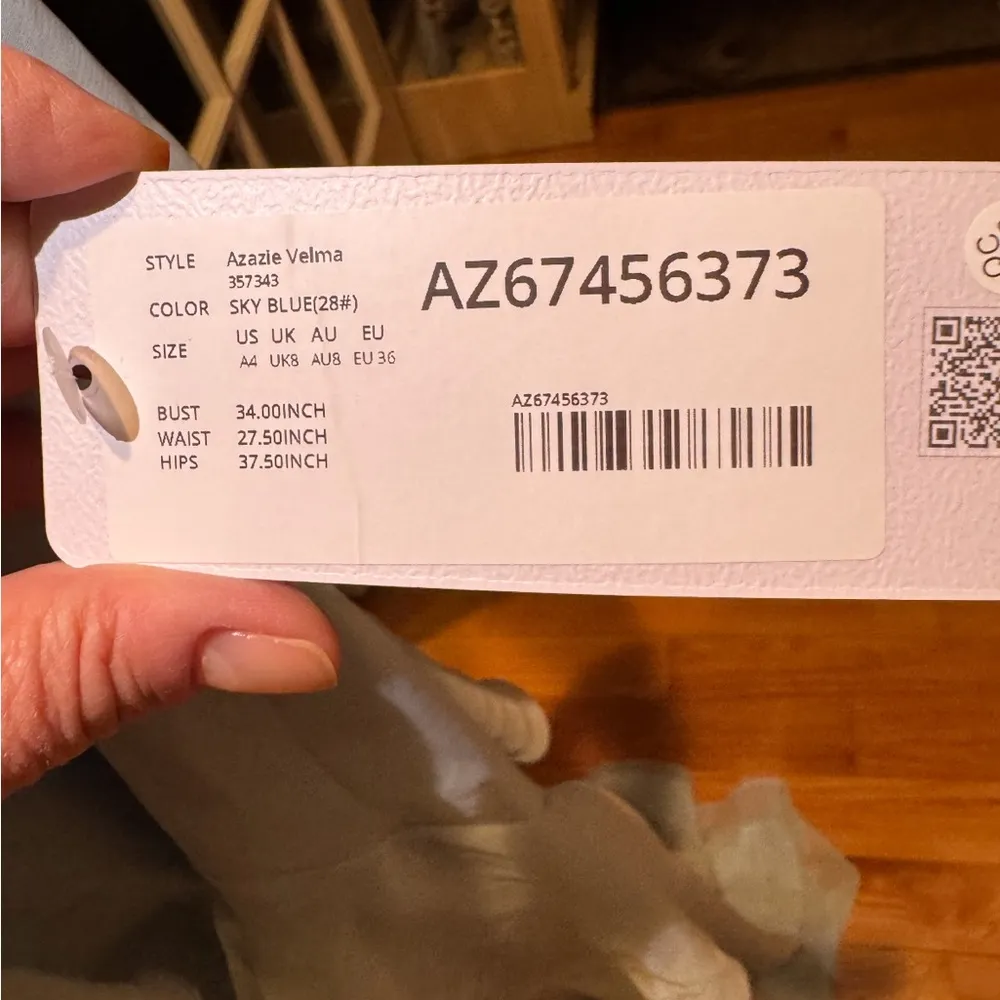 STYLE Azazie Velma
357343
COLOR SKY BLUE(28#)
SIZE US UK AU EU
A4 UK8 AU8 EU 36
BUST 34.00INCH
WAIST 27.50INCH
HIPS 37.50INCH
AZ67456373
AZ67456373
QC